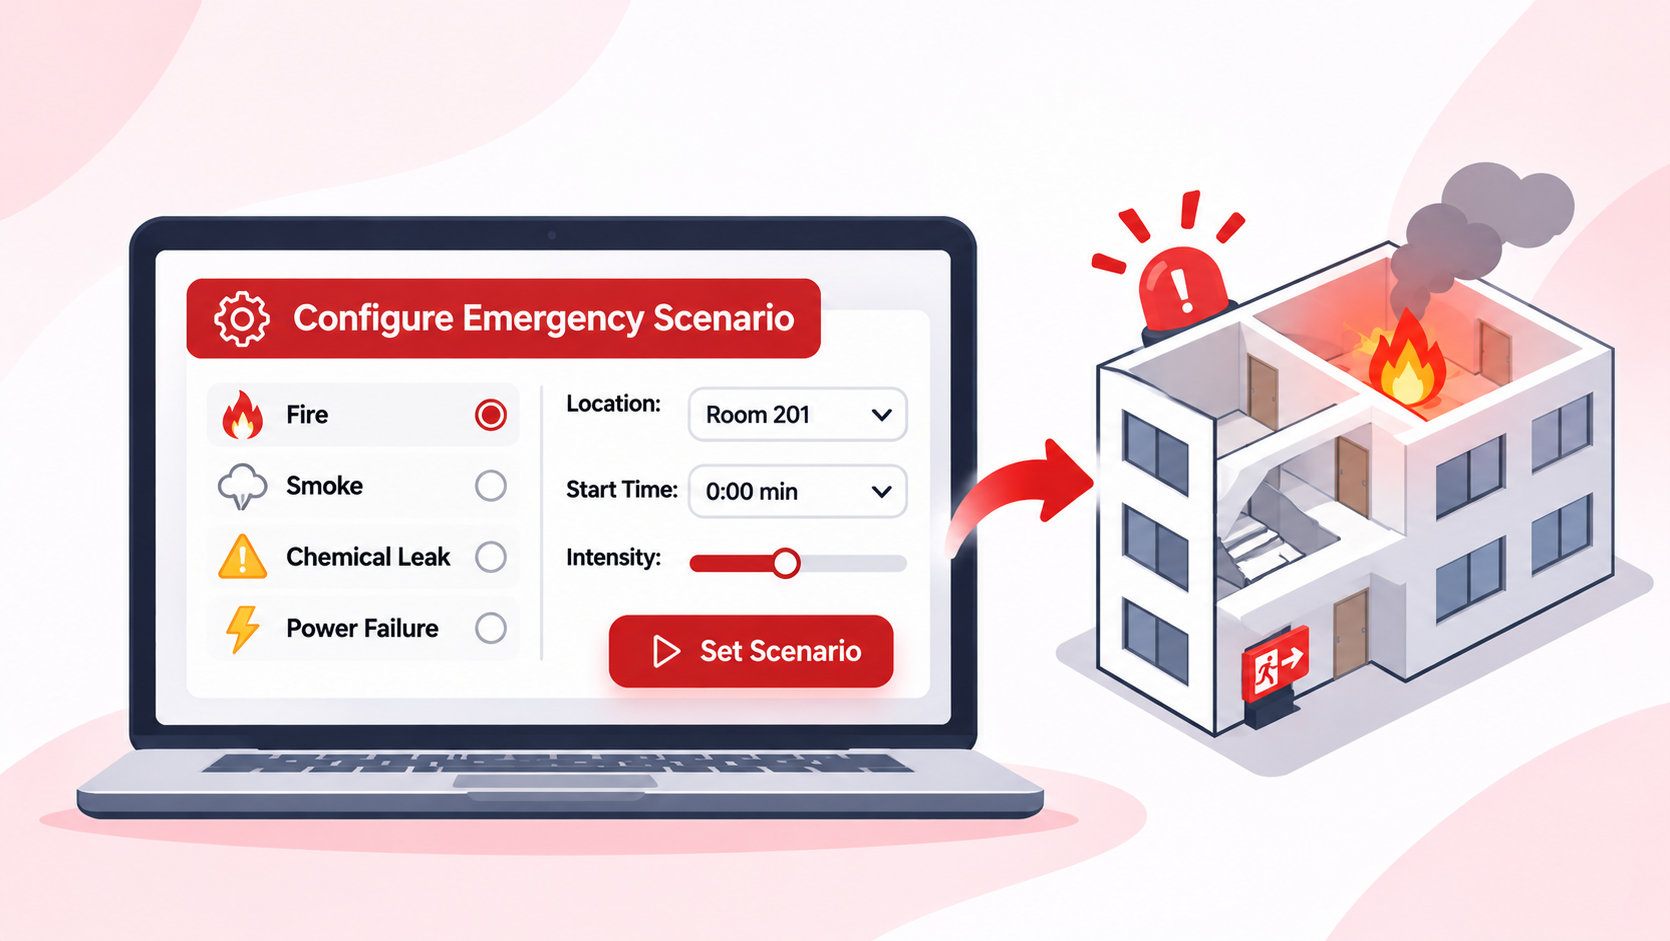 Configure Emergency Scenario
Fire
Smoke
Chemical Leak
Power Failure
Location: Room 201
Start Time: 0:00 min
Intensity:
Set Scenario